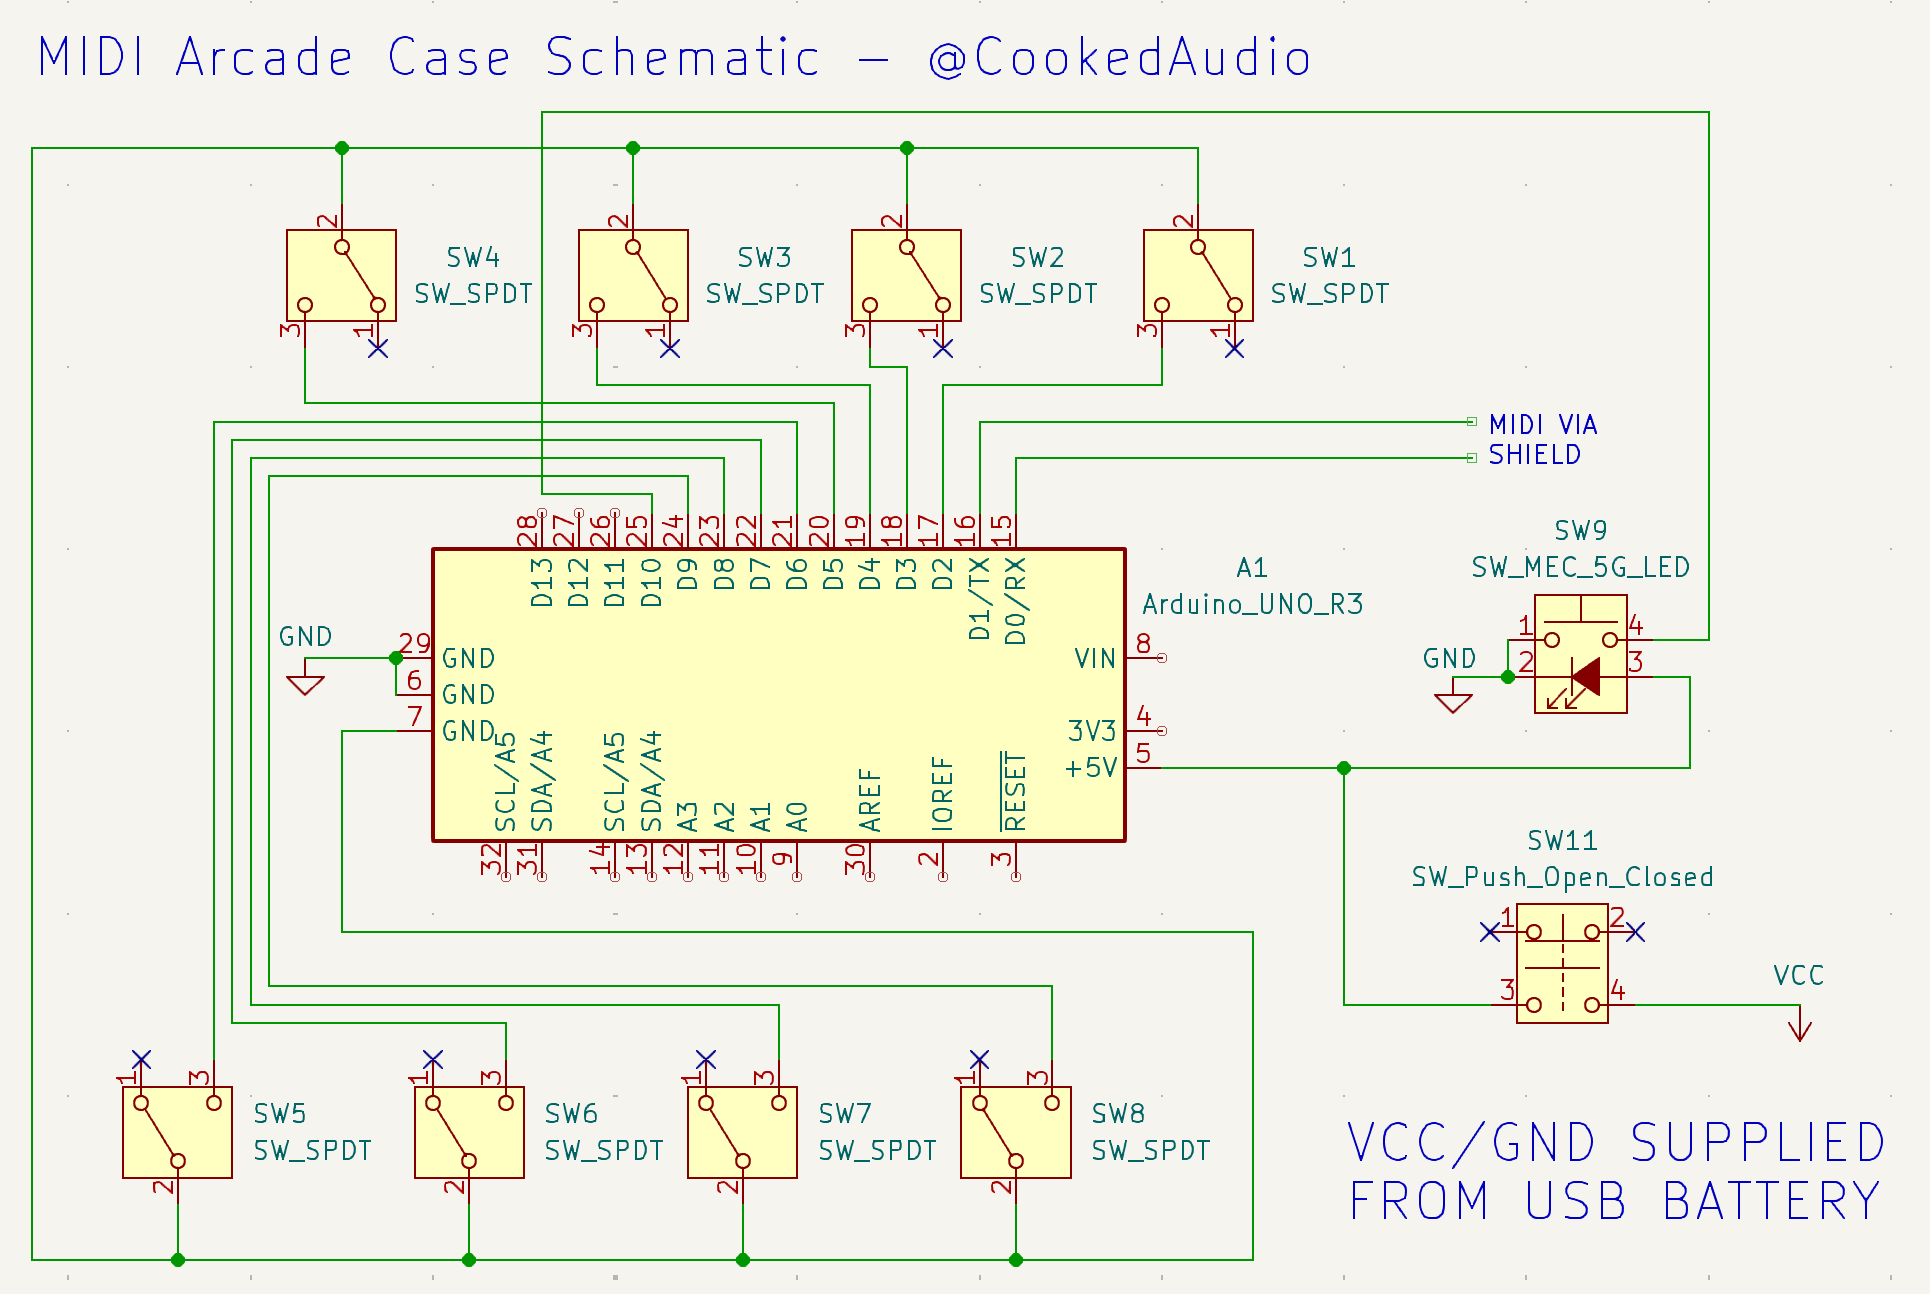 MIDI Arcade Case Schematic - @CookedAudio
2
2
2
2
SW4
SW_SPDT
SW3
SW_SPDT
SW2
SW_SPDT
SW1
SW_SPDT
3
1
3
1
3
1
3
1
MIDI VIA
SHIELD
28
27
26
25
24
23
22
21
20
19
18
17
16
15
D13
D12
D11
D10
D9
D8
D7
D6
D5
D4
D3
D2
D1/TX
D0/RX
A1
Arduino_UNO_R3
SW9
SW_MEC_5G_LED
1
4
2
3
GND
GND
29
GND
6
GND
7
GND
VIN
8
3V3
4
+5V
5
SCL/A5
SDA/A4
SCL/A5
SDA/A4
A3
A2
A1
A0
AREF
IOREF
RESET
32
31
14
13
12
11
10
9
30
2
3
SW11
SW_Push_Open_Closed
1
2
3
4
VCC
1
3
1
3
1
3
1
3
SW5
SW_SPDT
SW6
SW_SPDT
SW7
SW_SPDT
SW8
SW_SPDT
2
2
2
2
VCC/GND SUPPLIED
FROM USB BATTERY